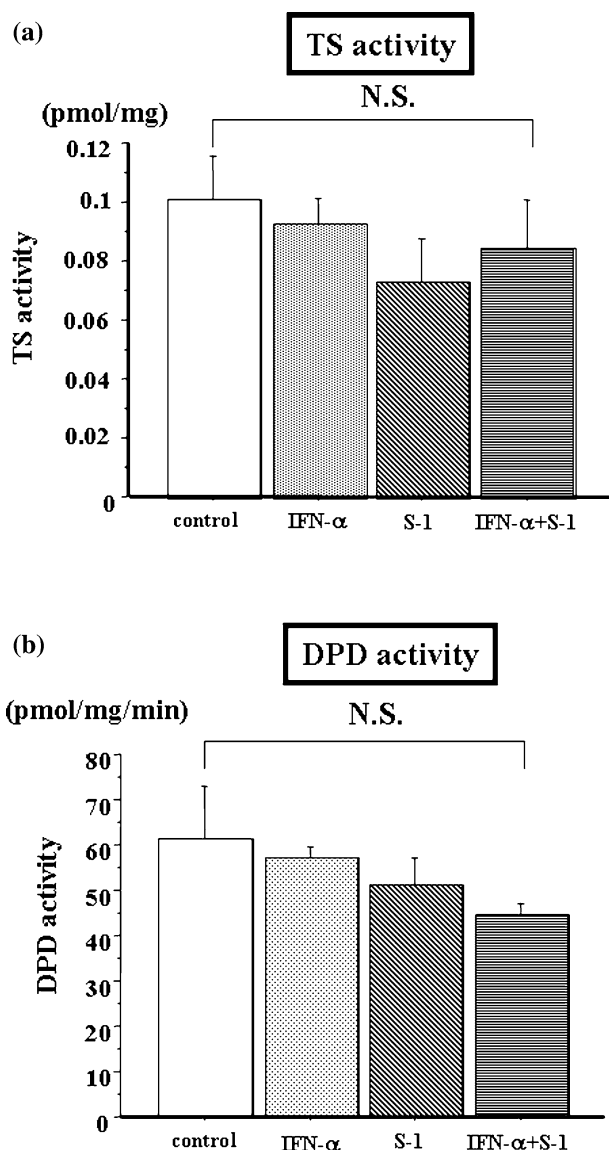 (a)
TS activity
N.S.
(pmol/mg)
0.12
0.1
0.08
0.06
0.04
0.02
0
TS activity
control IFN-α S-1 IFN-α+S-1
(b)
DPD activity
N.S.
(pmol/mg/min)
80
70
60
50
40
30
20
10
0
DPD activity
control IFN-α S-1 IFN-α+S-1